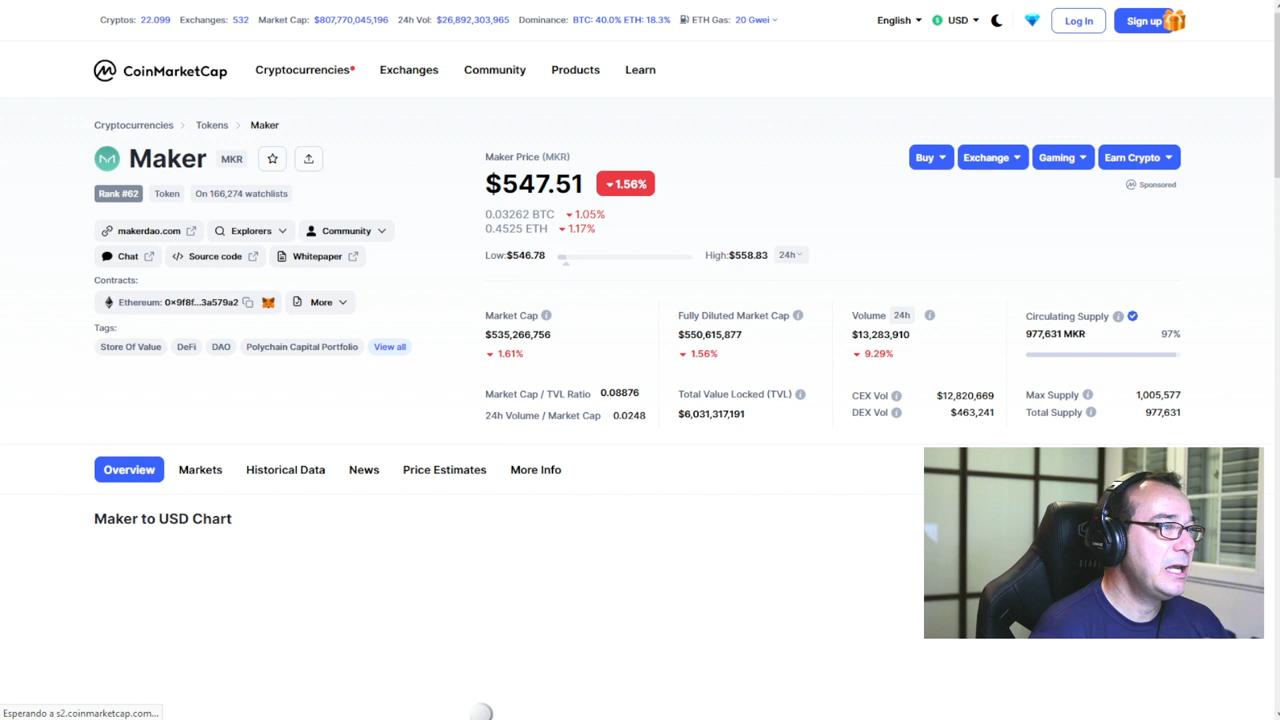 Cryptos: 22.099 Exchanges: 532 Market Cap: $807,770,045,196 24h Vol: $26,892,303,965 Dominance: BTC: 40.0% ETH: 18.3% ETH Gas: 20 Gwei English USD Log In Sign up
CoinMarketCap Cryptocurrencies Exchanges Community Products Learn
Cryptocurrencies Tokens Maker
Maker MKR
Rank #62 Token On 166,274 watchlists
makerdao.com Explorers Community
Chat Source code Whitepaper
Contracts:
Ethereum: 0x9f8f...3a579a2 More
Tags:
Store Of Value DeFi DAO Polychain Capital Portfolio View all
Maker Price (MKR)
$547.51 1.56%
0.03262 BTC 1.05%
0.4525 ETH 1.17%
Low:$546.78 High:$558.83 24h
Buy Exchange Gaming Earn Crypto
Sponsored
Market Cap
$535,266,756
1.61%
Fully Diluted Market Cap
$550,615,877
1.56%
Volume 24h
$13,283,910
9.29%
Circulating Supply
977,631 MKR 97%
Market Cap / TVL Ratio 0.08876
24h Volume / Market Cap 0.0248
Total Value Locked (TVL)
$6,031,317,191
CEX Vol $12,820,669
DEX Vol $463,241
Max Supply 1,005,577
Total Supply 977,631
Overview Markets Historical Data News Price Estimates More Info
Maker to USD Chart
Esperando a s2.coinmarketcap.com...